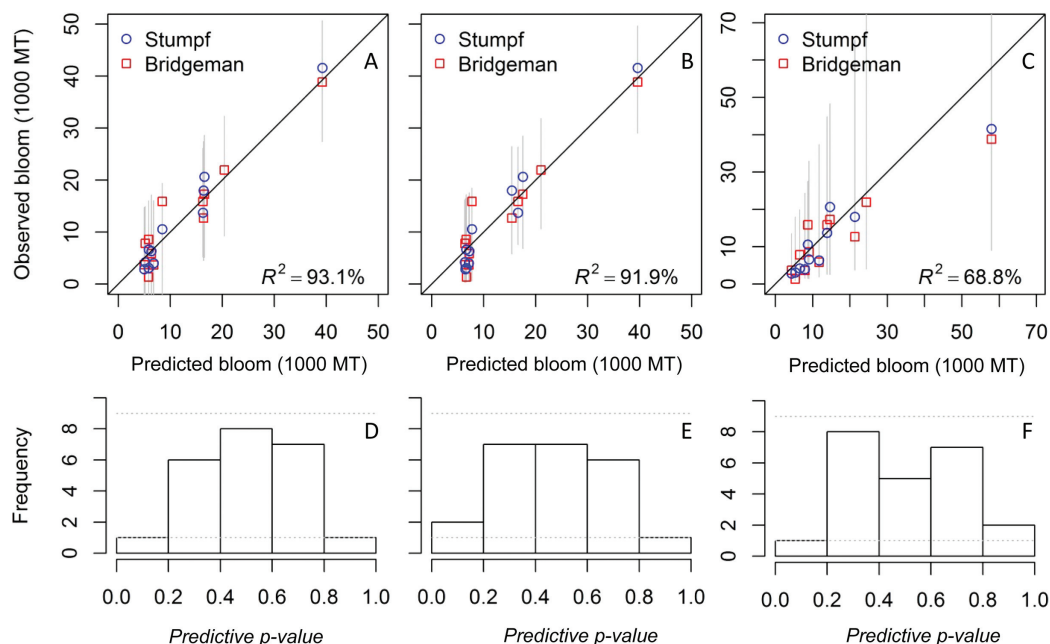 Observed bloom (1000 MT)
50
40
30
20
10
0
Stumpf
Bridgeman
A
R² = 93.1%
0 10 20 30 40 50
Predicted bloom (1000 MT)
50
40
30
20
10
0
Stumpf
Bridgeman
B
R² = 91.9%
0 10 20 30 40 50
Predicted bloom (1000 MT)
70
50
30
10
0
Stumpf
Bridgeman
C
R² = 68.8%
0 10 30 50 70
Predicted bloom (1000 MT)
Frequency
8
6
4
2
0
D
0.0 0.2 0.4 0.6 0.8 1.0
Predictive p-value
8
6
4
2
0
E
0.0 0.2 0.4 0.6 0.8 1.0
Predictive p-value
8
6
4
2
0
F
0.0 0.2 0.4 0.6 0.8 1.0
Predictive p-value